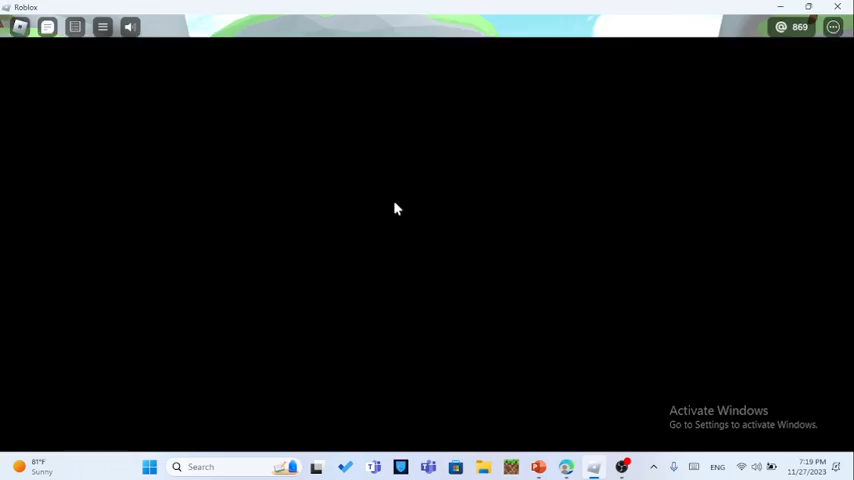 Roblox
869
Activate Windows
Go to Settings to activate Windows.
81°F
Sunny
Search
ENG
7:19 PM
11/27/2023